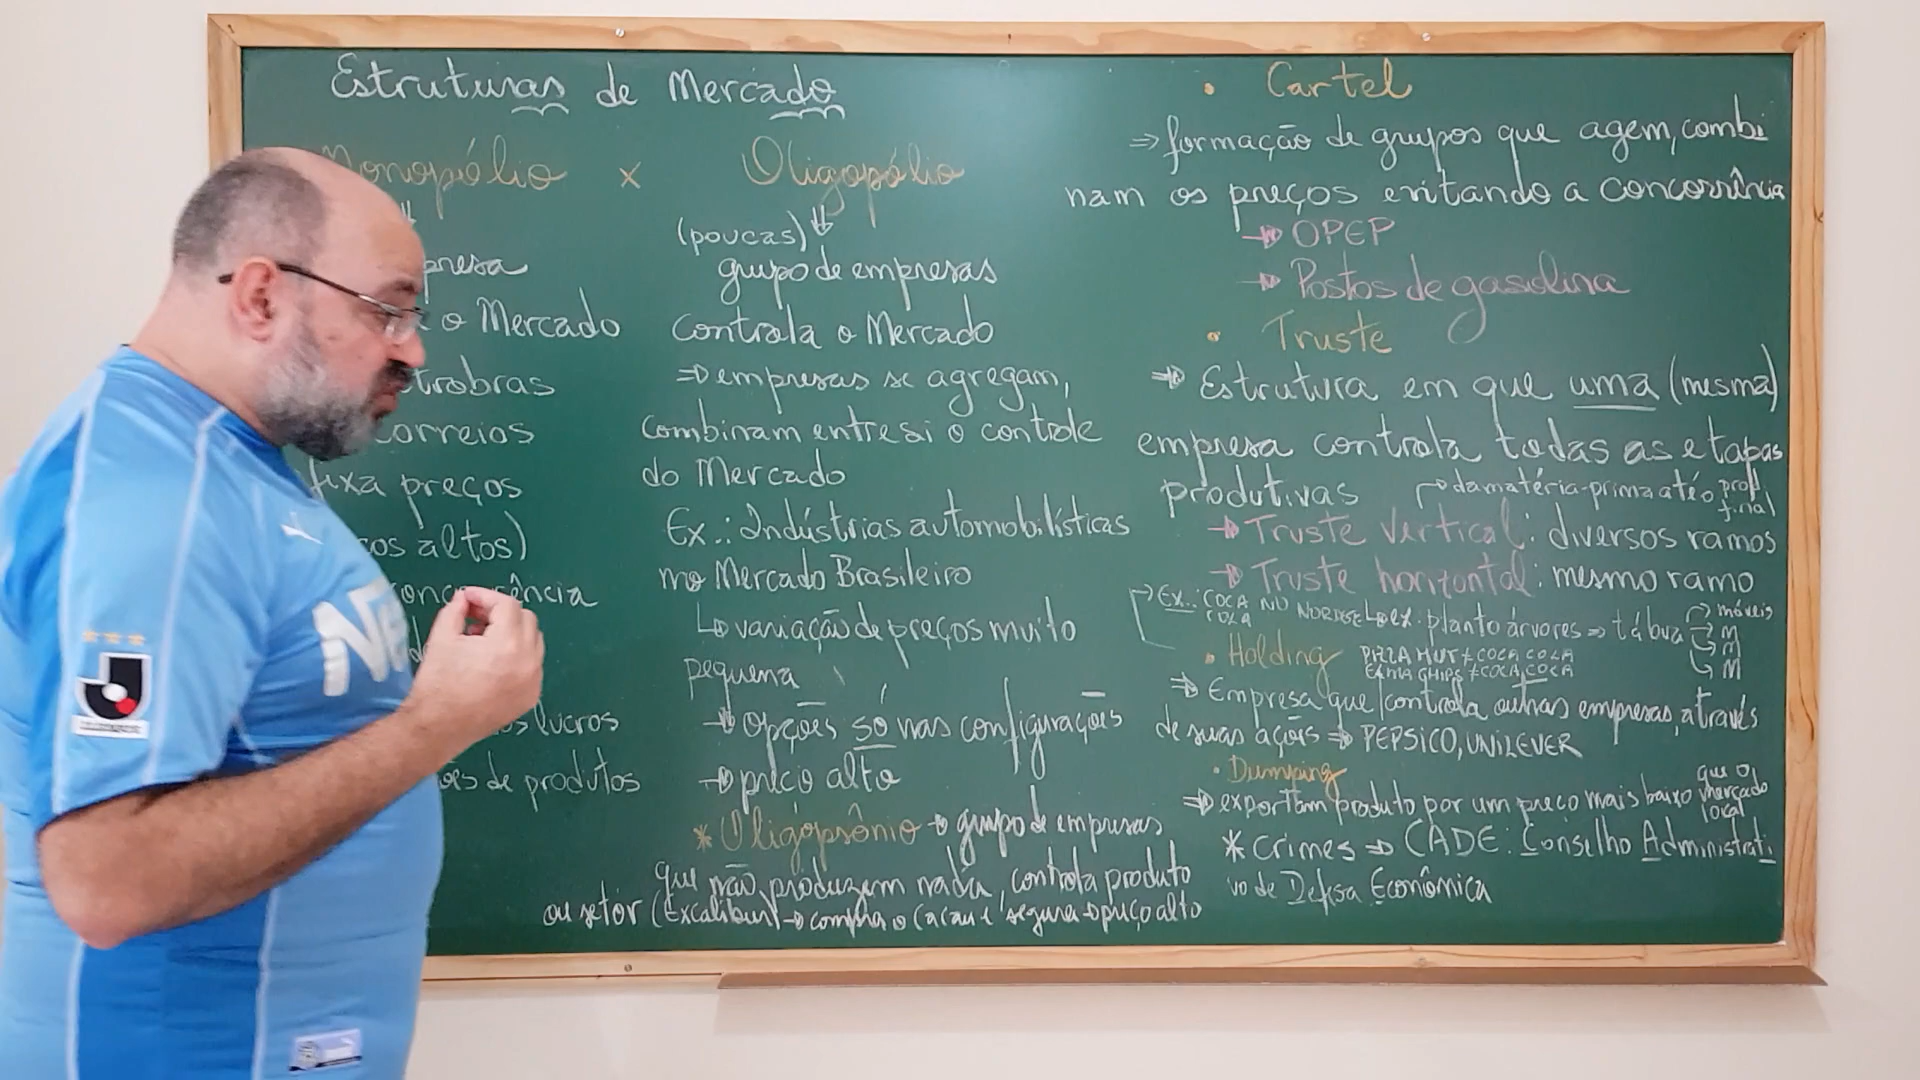 Estruturas de Mercado
Monopólio x Oligopólio
presa
o Mercado
trobras
Correios
fixa preços
ços altos)
concorrência
os lucros
ões de produtos
(poucas)
grupo de empresas
Controla o Mercado
⇒ empresas se agregam,
combinam entre si o controle
do Mercado
Ex.: Indústrias automobilísticas
no Mercado Brasileiro
↳ variação de preços muito
pequena
→ opções só nas configurações
→ preço alto
* Oligopsônio → grupo de empresas
que não produzem nada, controla produto
ou setor (Excalibur) → compra o cacau e segura → preço alto
• Cartel
⇒ formação de grupos que agem, combi
nam os preços evitando a concorrência
→ OPEP
→ Postos de gasolina
• Truste
⇒ Estrutura em que uma (mesma)
empresa controla todas as etapas
produtivas → da matéria-prima até o prod.
final
→ Truste Vertical: diversos ramos
→ Truste horizontal: mesmo ramo
→ Ex.: COCA NO
COLA
↳ ex. planto árvores ⇒ tábua → móveis
→ M
→ M
• Holding PIZZA HUT ≠ COCA COLA
ELMA CHIPS ≠ COCA COCA
⇒ Empresa que controla outras empresas, através
de suas ações ⇒ PEPSICO, UNILEVER
• Dumping
⇒ exportam produto por um preço mais baixo que o
mercado
local
* Crimes ⇒ CADE: Conselho Administrati
vo de Defesa Econômica